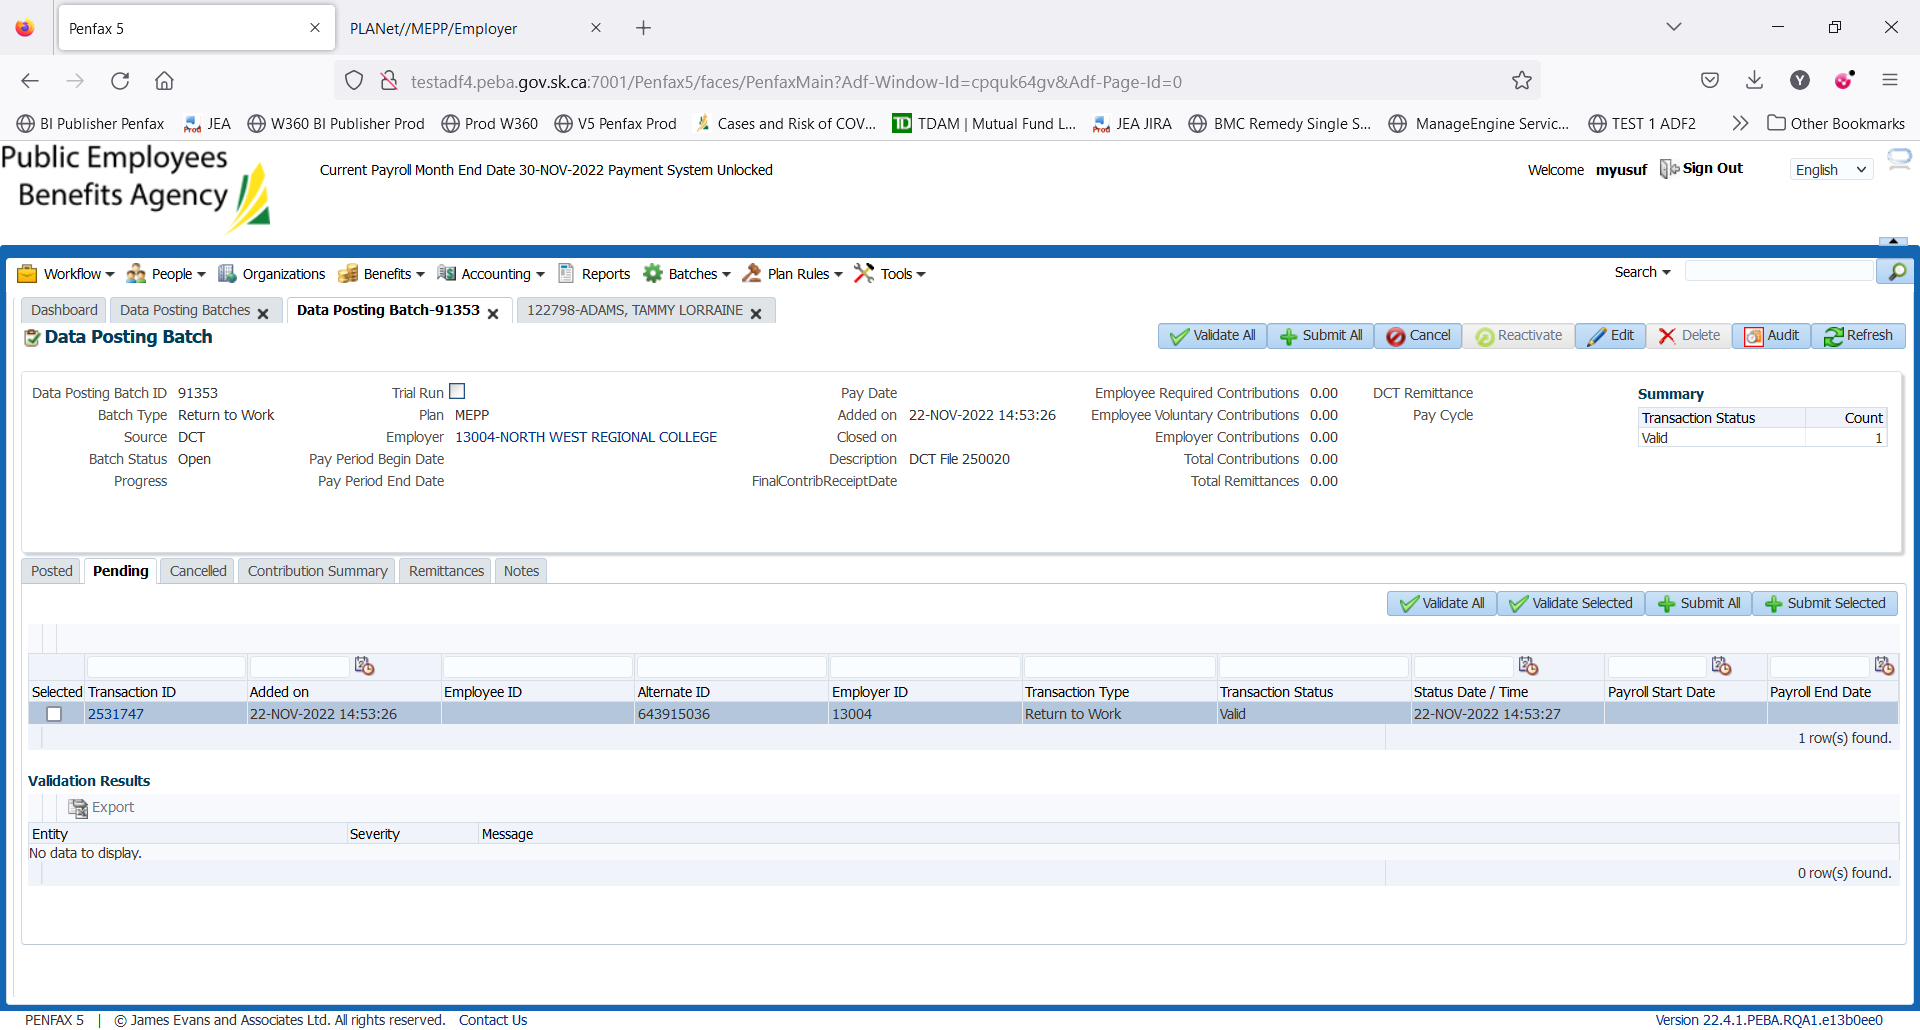 Penfax 5
PLANet//MEPP/Employer
testadf4.peba.gov.sk.ca:7001/Penfax5/faces/PenfaxMain?Adf-Window-Id=cpquk64gv&Adf-Page-Id=0
Y
BI Publisher Penfax
Prod JEA
W360 BI Publisher Prod
Prod W360
V5 Penfax Prod
Cases and Risk of COV...
TD TDAM | Mutual Fund L...
Prod JEA JIRA
BMC Remedy Single S...
ManageEngine Servic...
TEST 1 ADF2
Other Bookmarks
Public Employees
Benefits Agency
Current Payroll Month End Date 30-NOV-2022 Payment System Unlocked
Welcome myusuf Sign Out English
Workflow People Organizations Benefits Accounting Reports Batches Plan Rules Tools Search
Dashboard Data Posting Batches Data Posting Batch-91353 122798-ADAMS, TAMMY LORRAINE
Data Posting Batch
Validate All Submit All Cancel Reactivate Edit Delete Audit Refresh
Data Posting Batch ID 91353
Batch Type Return to Work
Source DCT
Batch Status Open
Progress
Trial Run
Plan MEPP
Employer 13004-NORTH WEST REGIONAL COLLEGE
Pay Period Begin Date
Pay Period End Date
Pay Date
Added on 22-NOV-2022 14:53:26
Closed on
Description DCT File 250020
FinalContribReceiptDate
Employee Required Contributions 0.00
Employee Voluntary Contributions 0.00
Employer Contributions 0.00
Total Contributions 0.00
Total Remittances 0.00
DCT Remittance
Pay Cycle
Summary
Transaction Status Count
Valid 1
Posted Pending Cancelled Contribution Summary Remittances Notes
Validate All Validate Selected Submit All Submit Selected
Selected Transaction ID Added on Employee ID Alternate ID Employer ID Transaction Type Transaction Status Status Date / Time Payroll Start Date Payroll End Date
2531747 22-NOV-2022 14:53:26 643915036 13004 Return to Work Valid 22-NOV-2022 14:53:27
1 row(s) found.
Validation Results
Export
Entity Severity Message
No data to display.
0 row(s) found.
PENFAX 5 | © James Evans and Associates Ltd. All rights reserved. Contact Us
Version 22.4.1.PEBA.RQA1.e13b0ee0